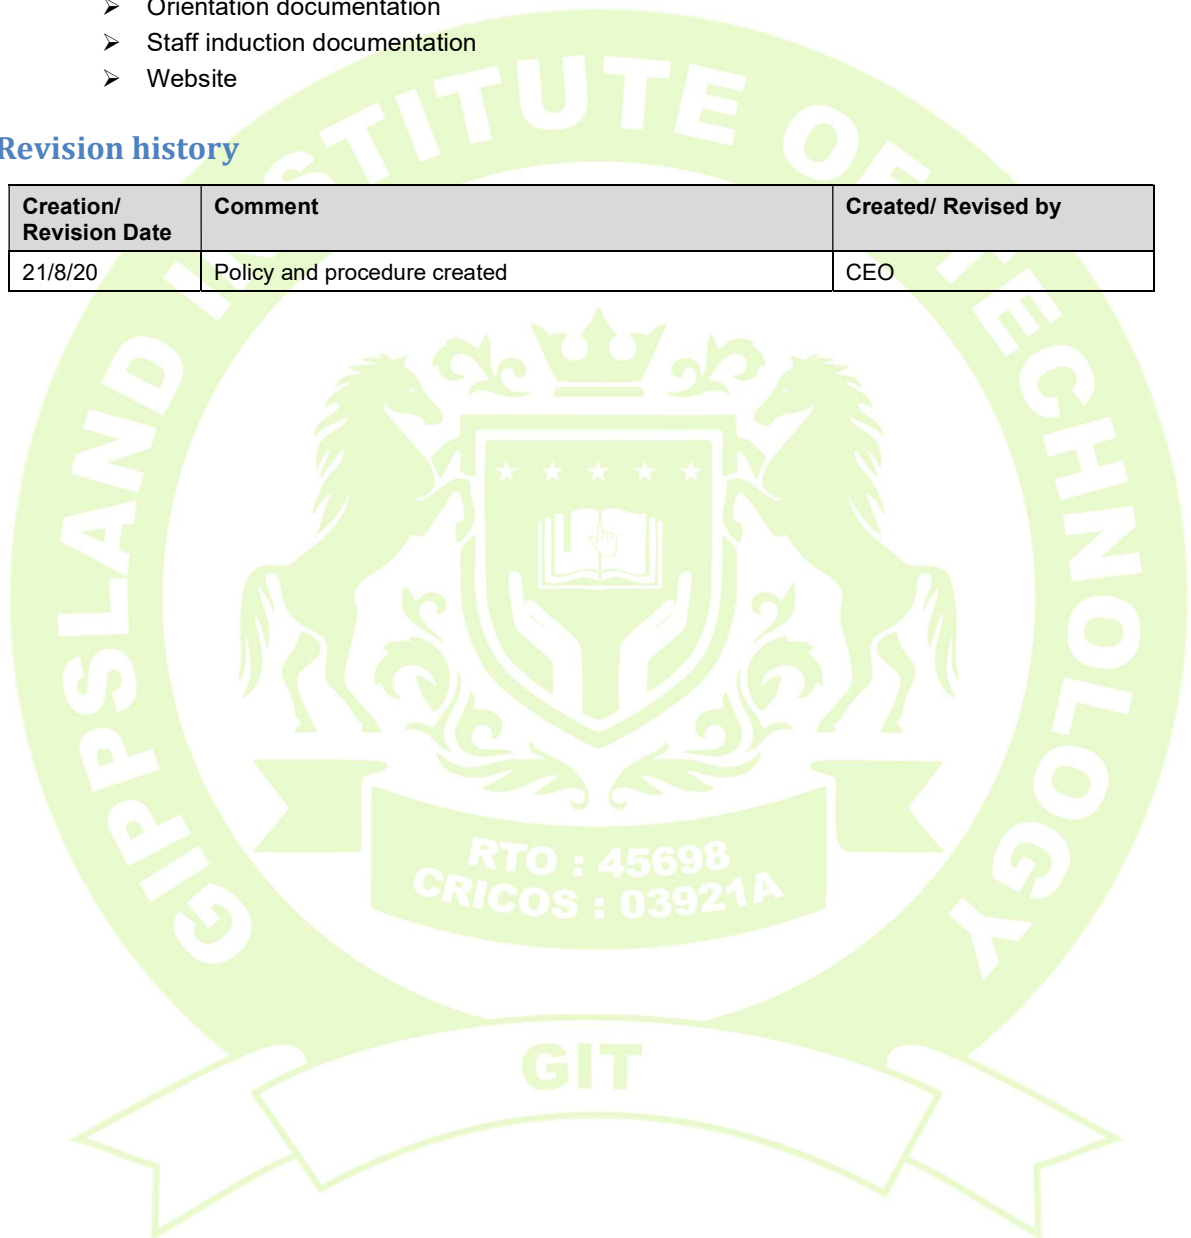 ➢ Orientation documentation
➢ Staff induction documentation
➢ Website
Revision history
Creation/ Revision Date Comment Created/ Revised by
21/8/20 Policy and procedure created CEO
GIPPSLAND INSTITUTE OF TECHNOLOGY
RTO : 45698
CRICOS : 03921A
GIT